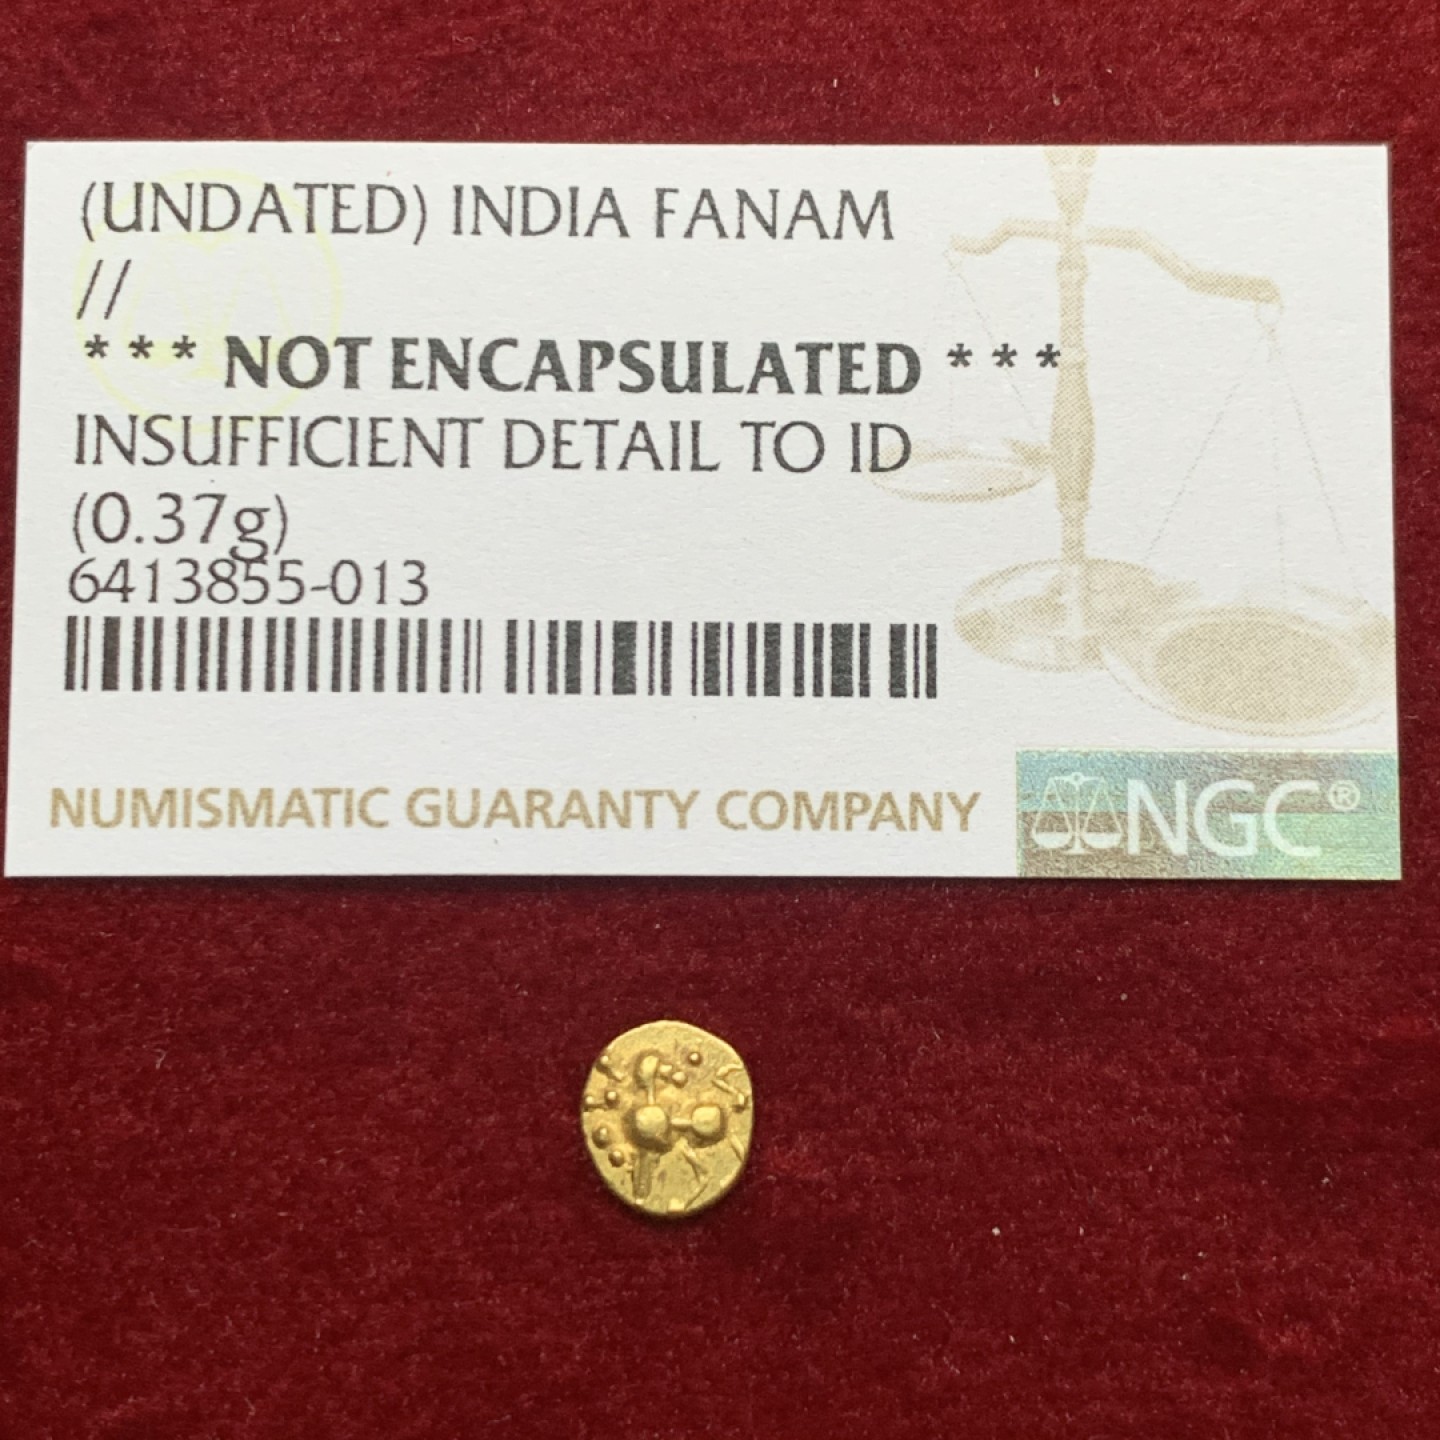 (UNDATED) INDIA FANAM
//
*** NOT ENCAPSULATED ***
INSUFFICIENT DETAIL TO ID
(0.37g)
6413855-013
NUMISMATIC GUARANTY COMPANY
NGC®